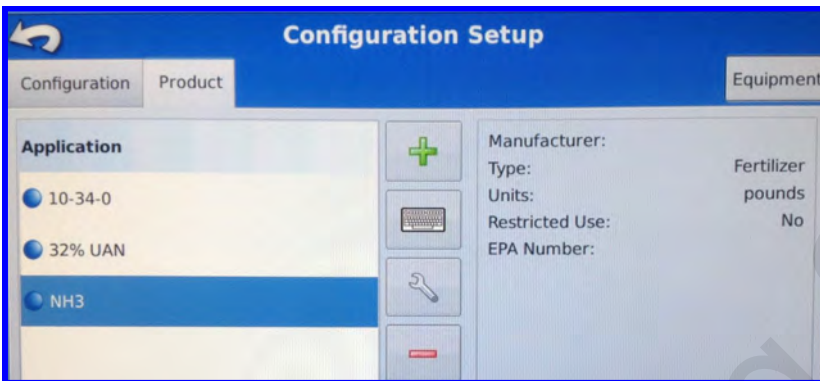 Configuration Setup
Configuration
Product
Equipment
Application
10-34-0
32% UAN
NH3
Manufacturer:
Type: Fertilizer
Units: pounds
Restricted Use: No
EPA Number: